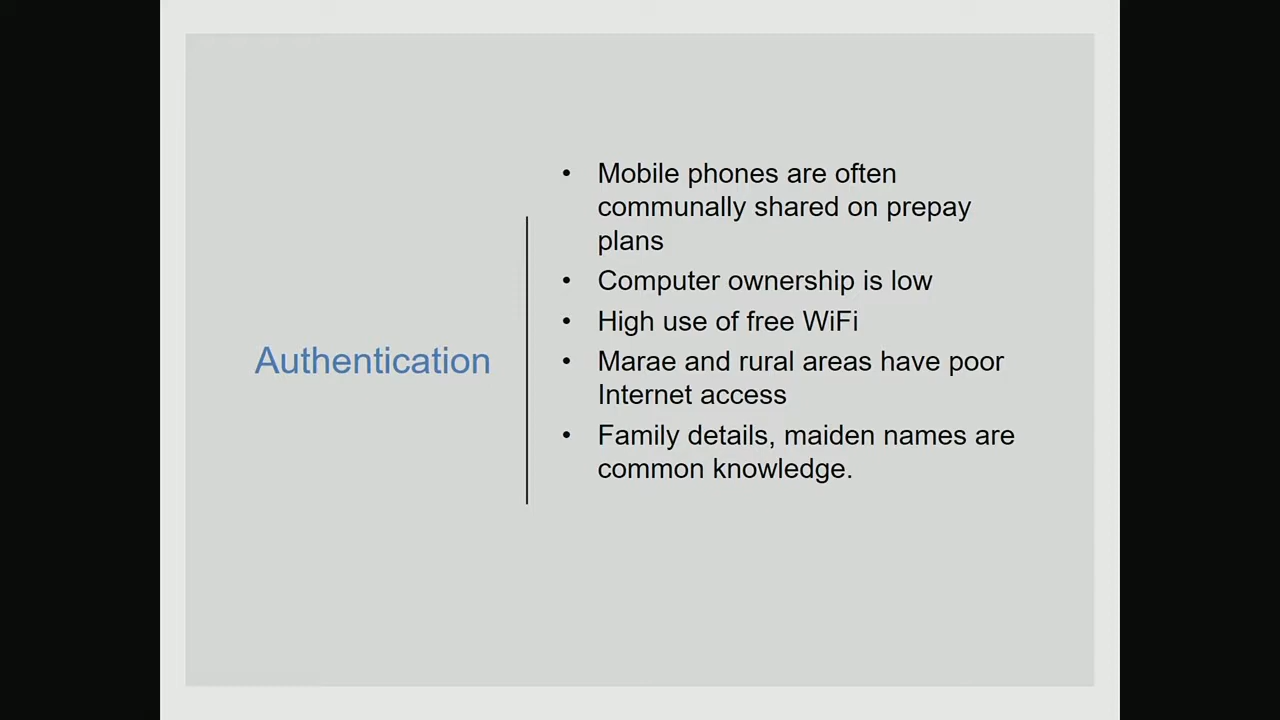 Authentication
• Mobile phones are often
communally shared on prepay
plans
• Computer ownership is low
• High use of free WiFi
• Marae and rural areas have poor
Internet access
• Family details, maiden names are
common knowledge.